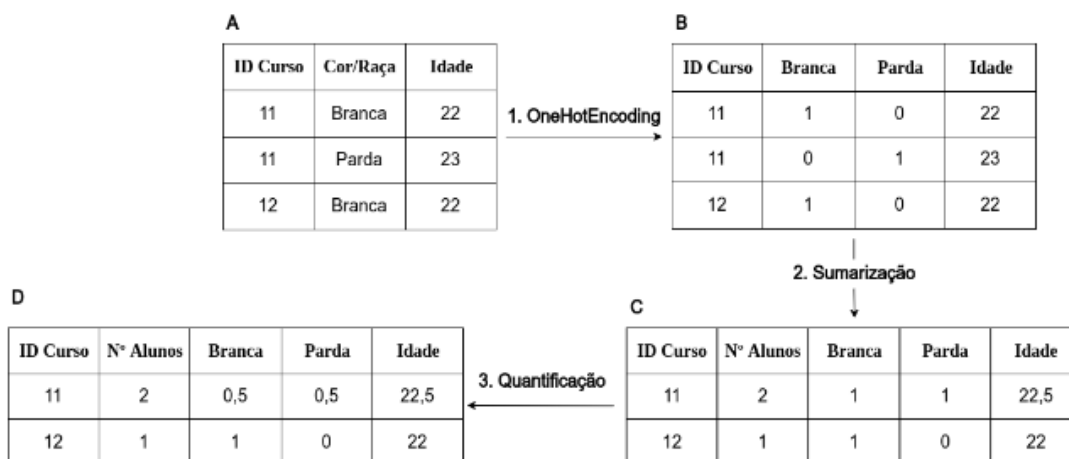 A
ID Curso Cor/Raça Idade
11 Branca 22
11 Parda 23
12 Branca 22
1. OneHotEncoding
B
ID Curso Branca Parda Idade
11 1 0 22
11 0 1 23
12 1 0 22
2. Sumarização
C
ID Curso Nº Alunos Branca Parda Idade
11 2 1 1 22,5
12 1 1 0 22
3. Quantificação
D
ID Curso Nº Alunos Branca Parda Idade
11 2 0,5 0,5 22,5
12 1 1 0 22